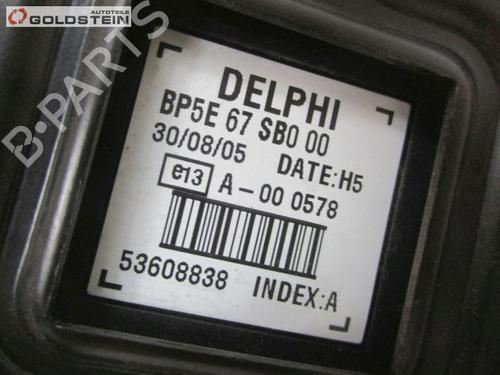 Autoteile
GOLDSTEIN
B-PARTS
DELPHI
BP5E 67 SB0 00
30/08/05 DATE:H5
e13 A-00 0578
53608838 INDEX:A